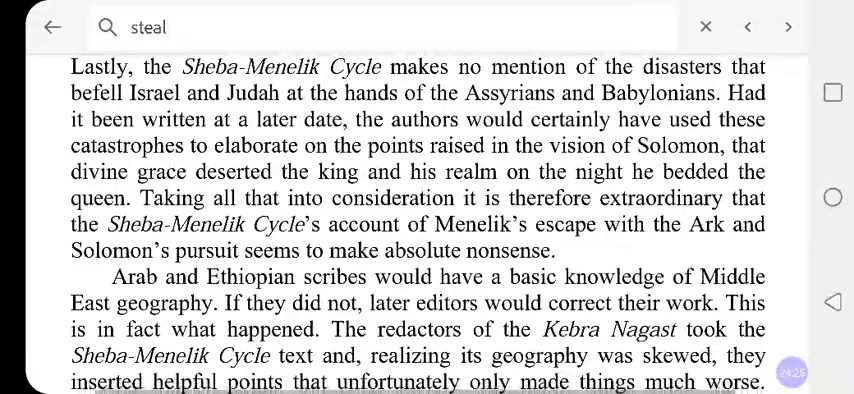 steal
Lastly, the Sheba-Menelik Cycle makes no mention of the disasters that
befell Israel and Judah at the hands of the Assyrians and Babylonians. Had
it been written at a later date, the authors would certainly have used these
catastrophes to elaborate on the points raised in the vision of Solomon, that
divine grace deserted the king and his realm on the night he bedded the
queen. Taking all that into consideration it is therefore extraordinary that
the Sheba-Menelik Cycle’s account of Menelik’s escape with the Ark and
Solomon’s pursuit seems to make absolute nonsense.
Arab and Ethiopian scribes would have a basic knowledge of Middle
East geography. If they did not, later editors would correct their work. This
is in fact what happened. The redactors of the Kebra Nagast took the
Sheba-Menelik Cycle text and, realizing its geography was skewed, they
inserted helpful points that unfortunately only made things much worse.
24:25